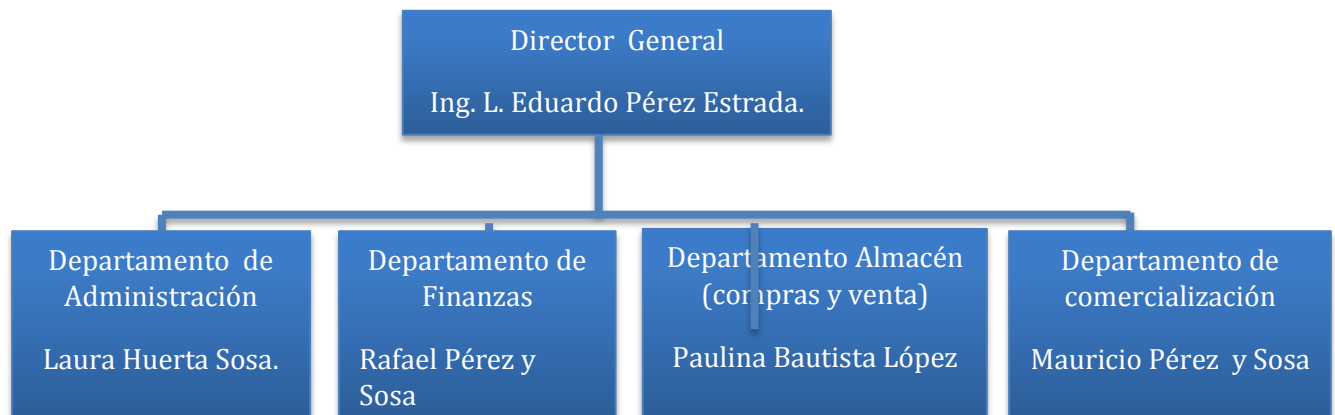 Director General
Ing. L. Eduardo Pérez Estrada.
Departamento de
Administración
Laura Huerta Sosa.
Departamento de
Finanzas
Rafael Pérez y
Sosa
Departamento Almacén
(compras y venta)
Paulina Bautista López
Departamento de
comercialización
Mauricio Pérez y Sosa